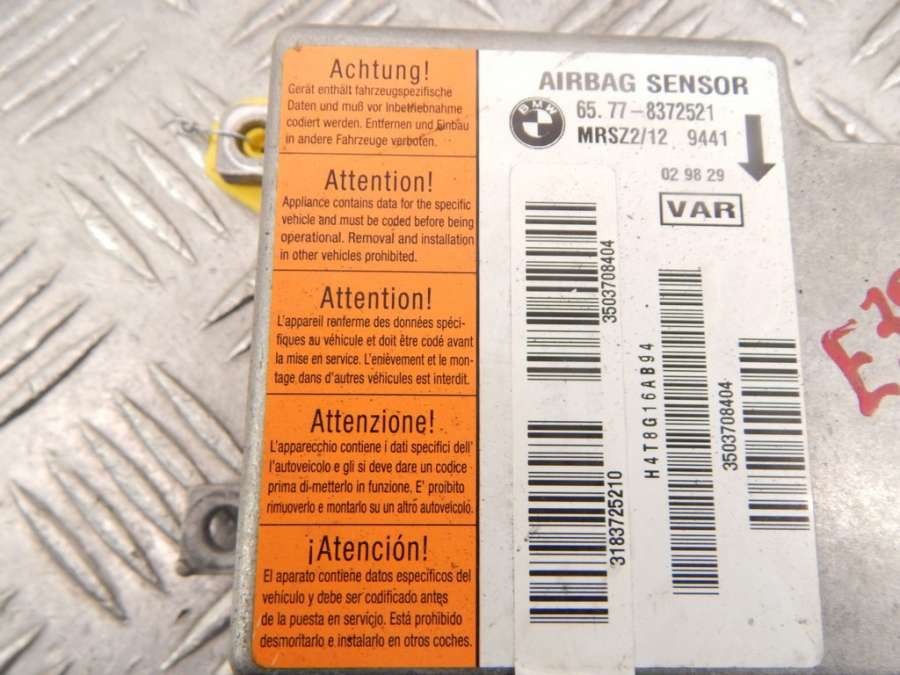 Achtung!
Gerät enthält fahrzeugspezifische
Daten und muß vor Inbetriebnahme
codiert werden. Entfernen und Einbau
in andere Fahrzeuge verboten.
Attention!
Appliance contains data for the specific
vehicle and must be coded before being
operational. Removal and installation
in other vehicles prohibited.
Attention!
L'appareil renferme des données spéci-
fiques au véhicule et doit être codé avant
la mise en service. L'enièvement et le mon-
tage dans d'autres véhicules est interdit.
Attenzione!
L'apparecchio contiene i dati specifici dell'
l'autoveicolo e gli si deve dare un codice
prima di-metterlo in funzione. E' proibito
rimuoverlo e montarlo su un altro autoveicolo.
¡Atención!
El aparato contiene datos específicos del
vehículo y debe ser codificado antes
de la puesta en servicio. Está prohibido
desmontarlo e instalarlo en otros coches.
AIRBAG SENSOR
BMW
65.77-8372521
MRSZ2/12 9441
02 98 29
VAR
3503708404
3183725210
H4T8G16AB94
3503708404